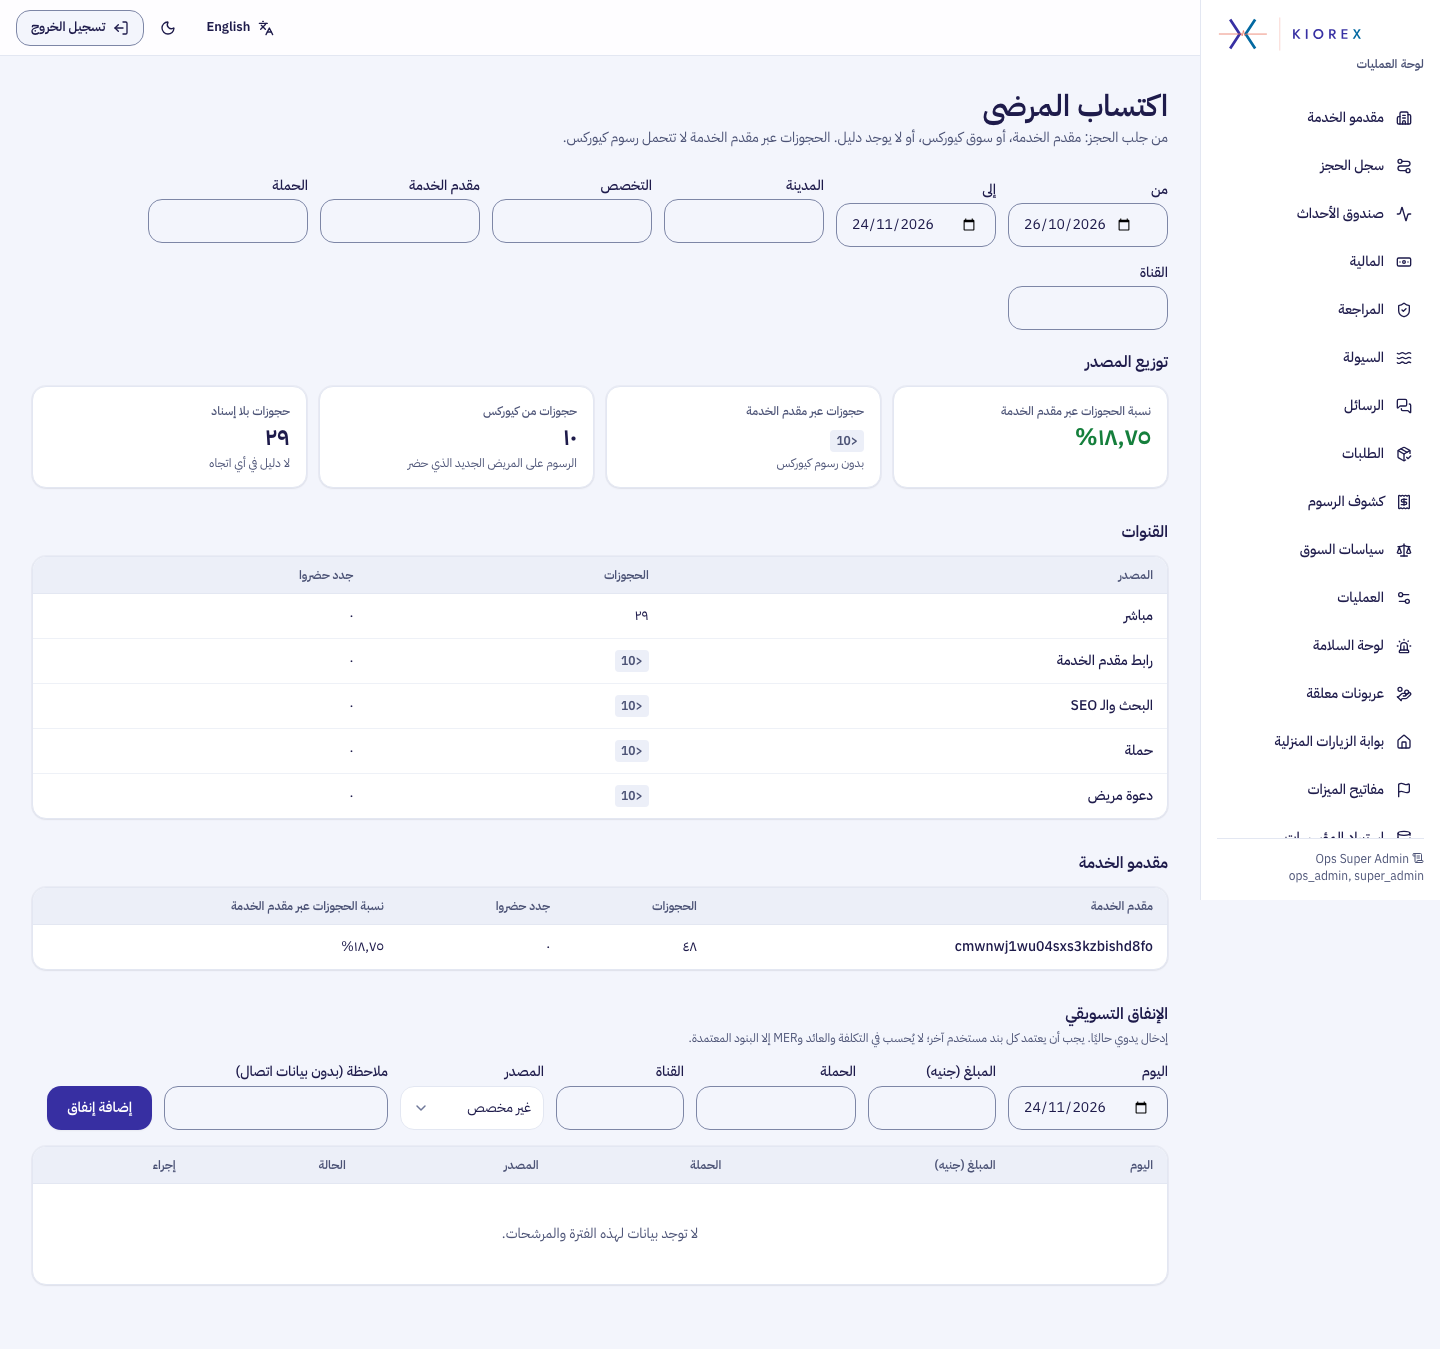 KIOREX
لوحة العمليات
مقدمو الخدمة
سجل الحجز
صندوق الأحداث
المالية
المراجعة
السيولة
الرسائل
الطلبات
كشوف الرسوم
سياسات السوق
العمليات
لوحة السلامة
عربونات معلقة
بوابة الزيارات المنزلية
مفاتيح الميزات
Ops Super Admin
ops_admin, super_admin
English
تسجيل الخروج
اكتساب المرضى
من جلب الحجز: مقدم الخدمة، أو سوق كيوركس، أو لا يوجد دليل. الحجوزات عبر مقدم الخدمة لا تتحمل رسوم كيوركس.
من إلى المدينة التخصص مقدم الخدمة الحملة
26/10/2026 24/11/2026
القناة
توزيع المصدر
نسبة الحجوزات عبر مقدم الخدمة
١٨,٧٥%
حجوزات عبر مقدم الخدمة
<10
بدون رسوم كيوركس
حجوزات من كيوركس
١٠
الرسوم على المريض الجديد الذي حضر
حجوزات بلا إسناد
٢٩
لا دليل في أي اتجاه
القنوات
المصدر الحجوزات جدد حضروا
مباشر ٢٩ ٠
رابط مقدم الخدمة <10 ٠
البحث والـ SEO <10 ٠
حملة <10 ٠
دعوة مريض <10 ٠
مقدمو الخدمة
مقدم الخدمة الحجوزات جدد حضروا نسبة الحجوزات عبر مقدم الخدمة
cmwnwj1wu04sxs3kzbishd8fo ٤٨ ٠ ١٨,٧٥%
الإنفاق التسويقي
إدخال يدوي حاليًا. يجب أن يعتمد كل بند مستخدم آخر؛ لا يُحسب في التكلفة والعائد وMER إلا البنود المعتمدة.
اليوم المبلغ (جنيه) الحملة القناة المصدر ملاحظة (بدون بيانات اتصال)
24/11/2026 غير مخصص إضافة إنفاق
اليوم المبلغ (جنيه) الحملة المصدر الحالة إجراء
لا توجد بيانات لهذه الفترة والمرشحات.